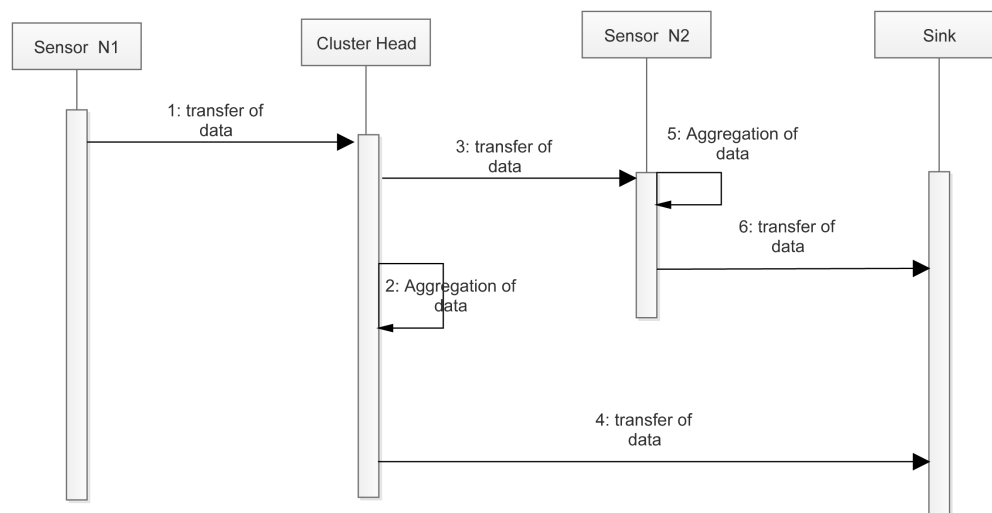 Sensor N1
Cluster Head
Sensor N2
Sink
1: transfer of
data
3: transfer of
data
5: Aggregation of
data
6: transfer of
data
2: Aggregation of
data
4: transfer of
data